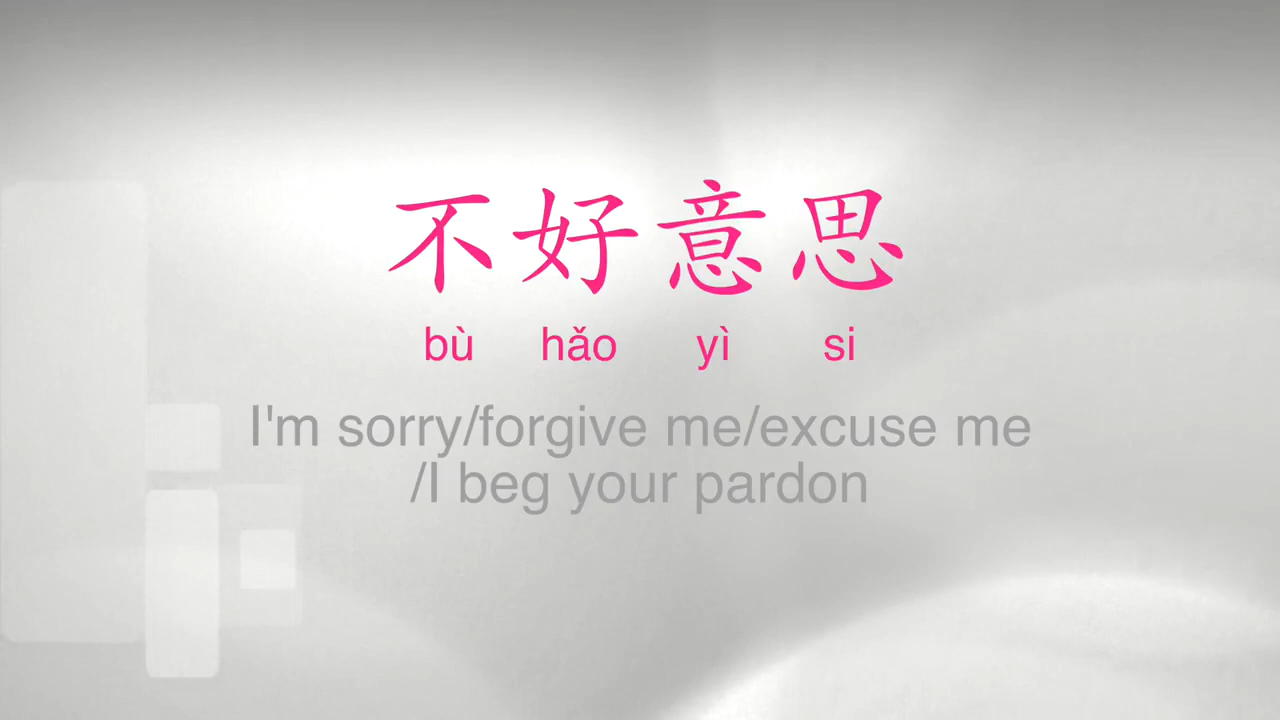 不好意思
bù hǎo yì si
I'm sorry/forgive me/excuse me
/I beg your pardon